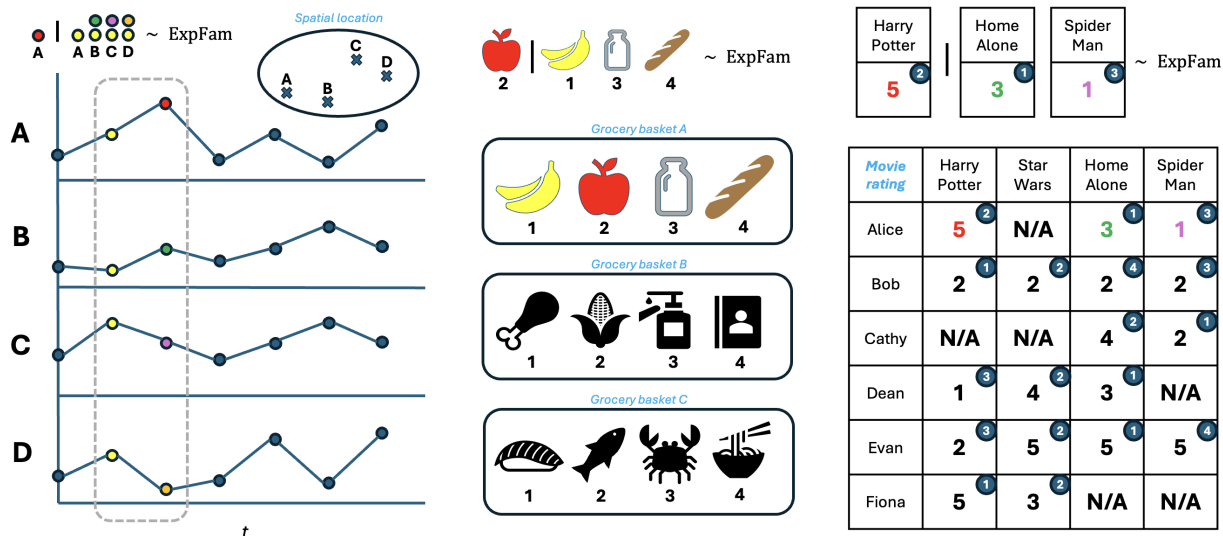 A | A B C D ~ ExpFam
Spatial location
A B C D
A
B
C
D
t
2 | 1 3 4 ~ ExpFam
Grocery basket A
1 2 3 4
Grocery basket B
1 2 3 4
Grocery basket C
1 2 3 4
Harry Potter | Home Alone Spider Man
5 2 3 1 1 3 ~ ExpFam
Movie rating Harry Potter Star Wars Home Alone Spider Man
Alice 5 2 N/A 3 1 1 3
Bob 2 1 2 2 2 4 2 3
Cathy N/A N/A 4 2 2 1
Dean 1 3 4 2 3 1 N/A
Evan 2 3 5 2 5 1 5 4
Fiona 5 1 3 2 N/A N/A